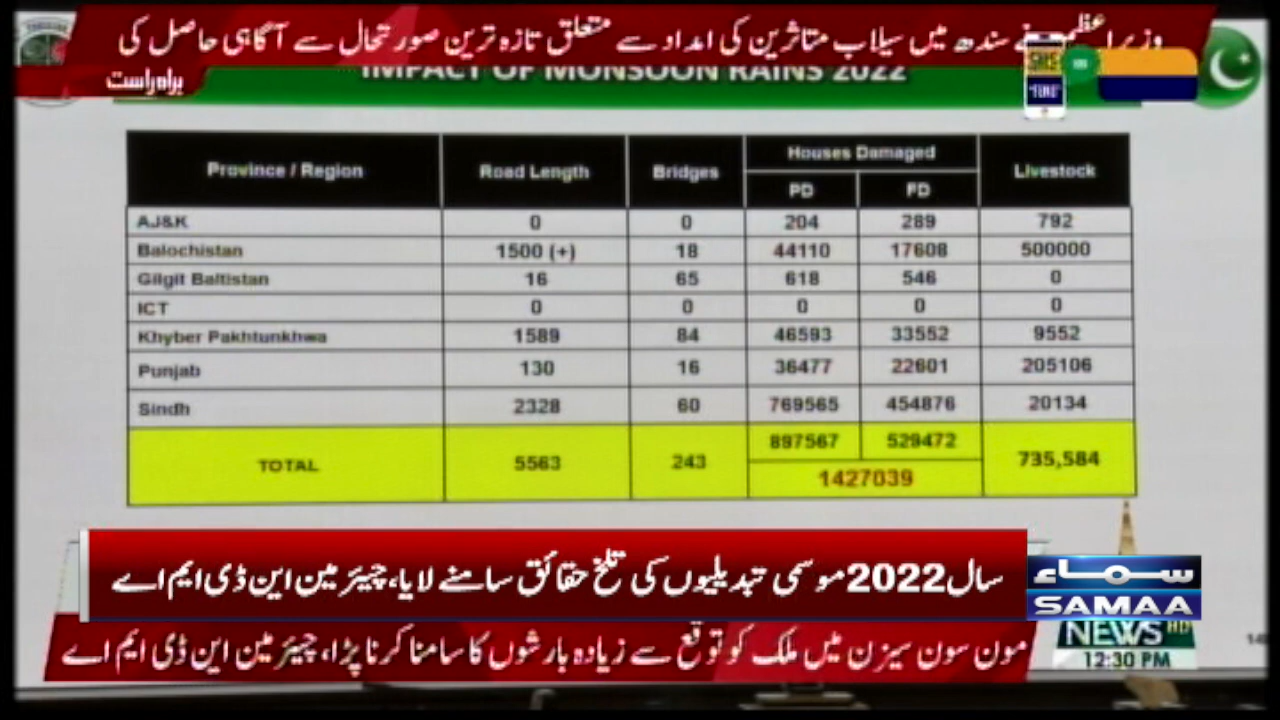 وزیراعظم نے سندھ میں سیلاب متاثرین کی امداد سے متعلق تازہ ترین صورتحال سے آگاہی حاصل کی
براہ راست
SMS
IMPACT OF MONSOON RAINS 2022
Province / Region Road Length Bridges Houses Damaged Livestock
PD FD
AJ&K 0 0 204 289 792
Balochistan 1500 (+) 18 44110 17608 500000
Gilgit Baltistan 16 65 618 546 0
ICT 0 0 0 0 0
Khyber Pakhtunkhwa 1589 84 46593 33552 9552
Punjab 130 16 36477 22601 205106
Sindh 2328 60 769565 454876 20134
TOTAL 5563 243 897567 529472 735,584
1427039
سال 2022 موسمی تبدیلیوں کی تلخ حقائق سامنے لایا، چیئرمین این ڈی ایم اے
سماء
SAMAA
مون سون سیزن میں ملک کو توقع سے زیادہ بارشوں کا سامنا کرنا پڑا، چیئرمین این ڈی ایم اے
NEWS HD
12:30 PM